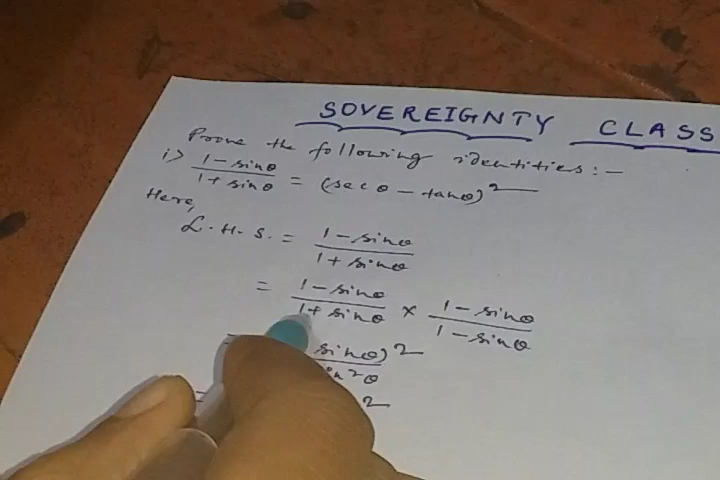 SOVEREIGNTY CLASS
Prove the following identities :-
i> (1 - sinθ)/(1 + sinθ) = (secθ - tanθ)²
Here,
L.H.S. = (1 - sinθ)/(1 + sinθ)
= (1 - sinθ)/(1 + sinθ) × (1 - sinθ)/(1 - sinθ)
sinθ)²
θ
= 2